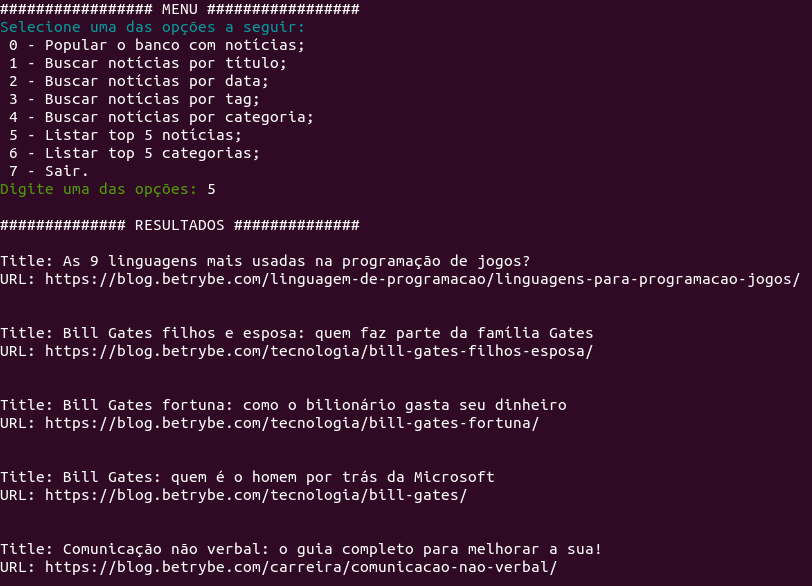 ################# MENU #################
Selecione uma das opções a seguir:
 0 - Popular o banco com notícias;
 1 - Buscar notícias por título;
 2 - Buscar notícias por data;
 3 - Buscar notícias por tag;
 4 - Buscar notícias por categoria;
 5 - Listar top 5 notícias;
 6 - Listar top 5 categorias;
 7 - Sair.
Digite uma das opções: 5
############## RESULTADOS ##############
Title: As 9 linguagens mais usadas na programação de jogos?
URL: https://blog.betrybe.com/linguagem-de-programacao/linguagens-para-programacao-jogos/
Title: Bill Gates filhos e esposa: quem faz parte da família Gates
URL: https://blog.betrybe.com/tecnologia/bill-gates-filhos-esposa/
Title: Bill Gates fortuna: como o bilionário gasta seu dinheiro
URL: https://blog.betrybe.com/tecnologia/bill-gates-fortuna/
Title: Bill Gates: quem é o homem por trás da Microsoft
URL: https://blog.betrybe.com/tecnologia/bill-gates/
Title: Comunicação não verbal: o guia completo para melhorar a sua!
URL: https://blog.betrybe.com/carreira/comunicacao-nao-verbal/